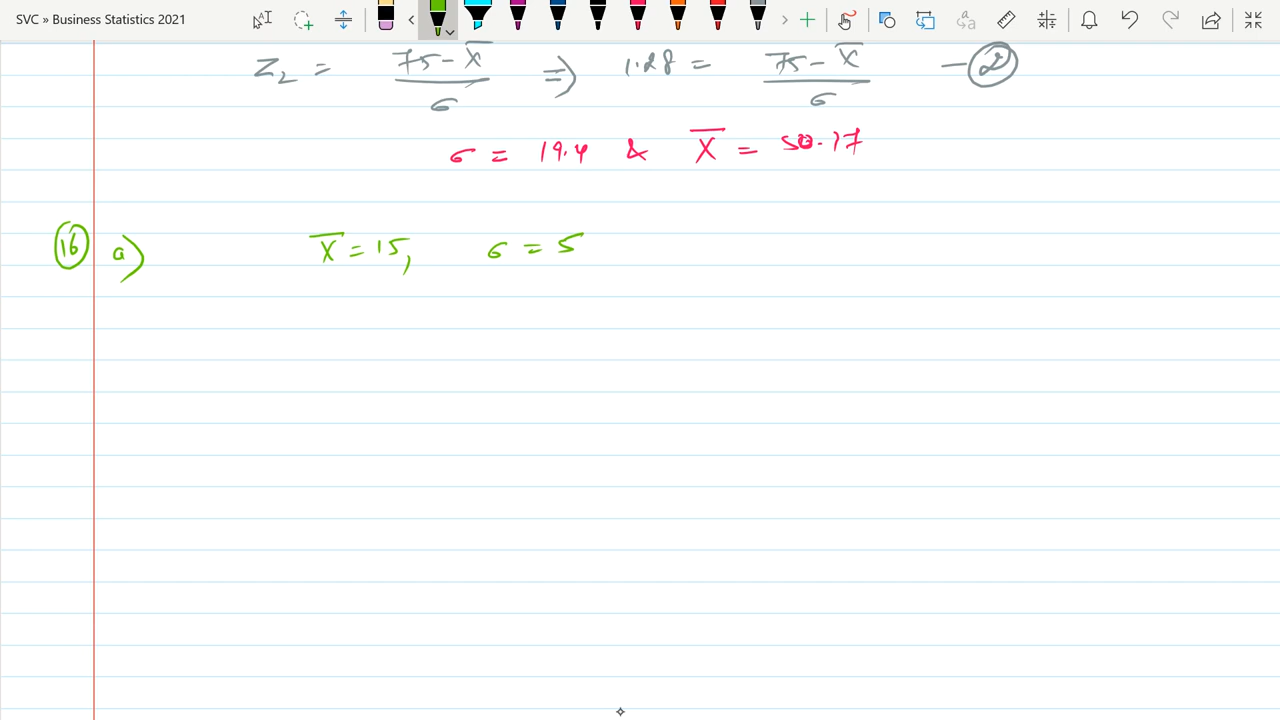 SVC » Business Statistics 2021
Z₂ = (75 - X̅)/σ ⇒ 1.28 = (75 - X̅)/σ — ②
σ = 19.4 & X̅ = 50.17
⑯ a) X̅ = 15, σ = 5